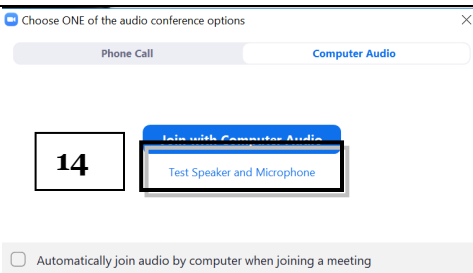 Choose ONE of the audio conference options
Phone Call
Computer Audio
Join with Computer Audio
14
Test Speaker and Microphone
Automatically join audio by computer when joining a meeting